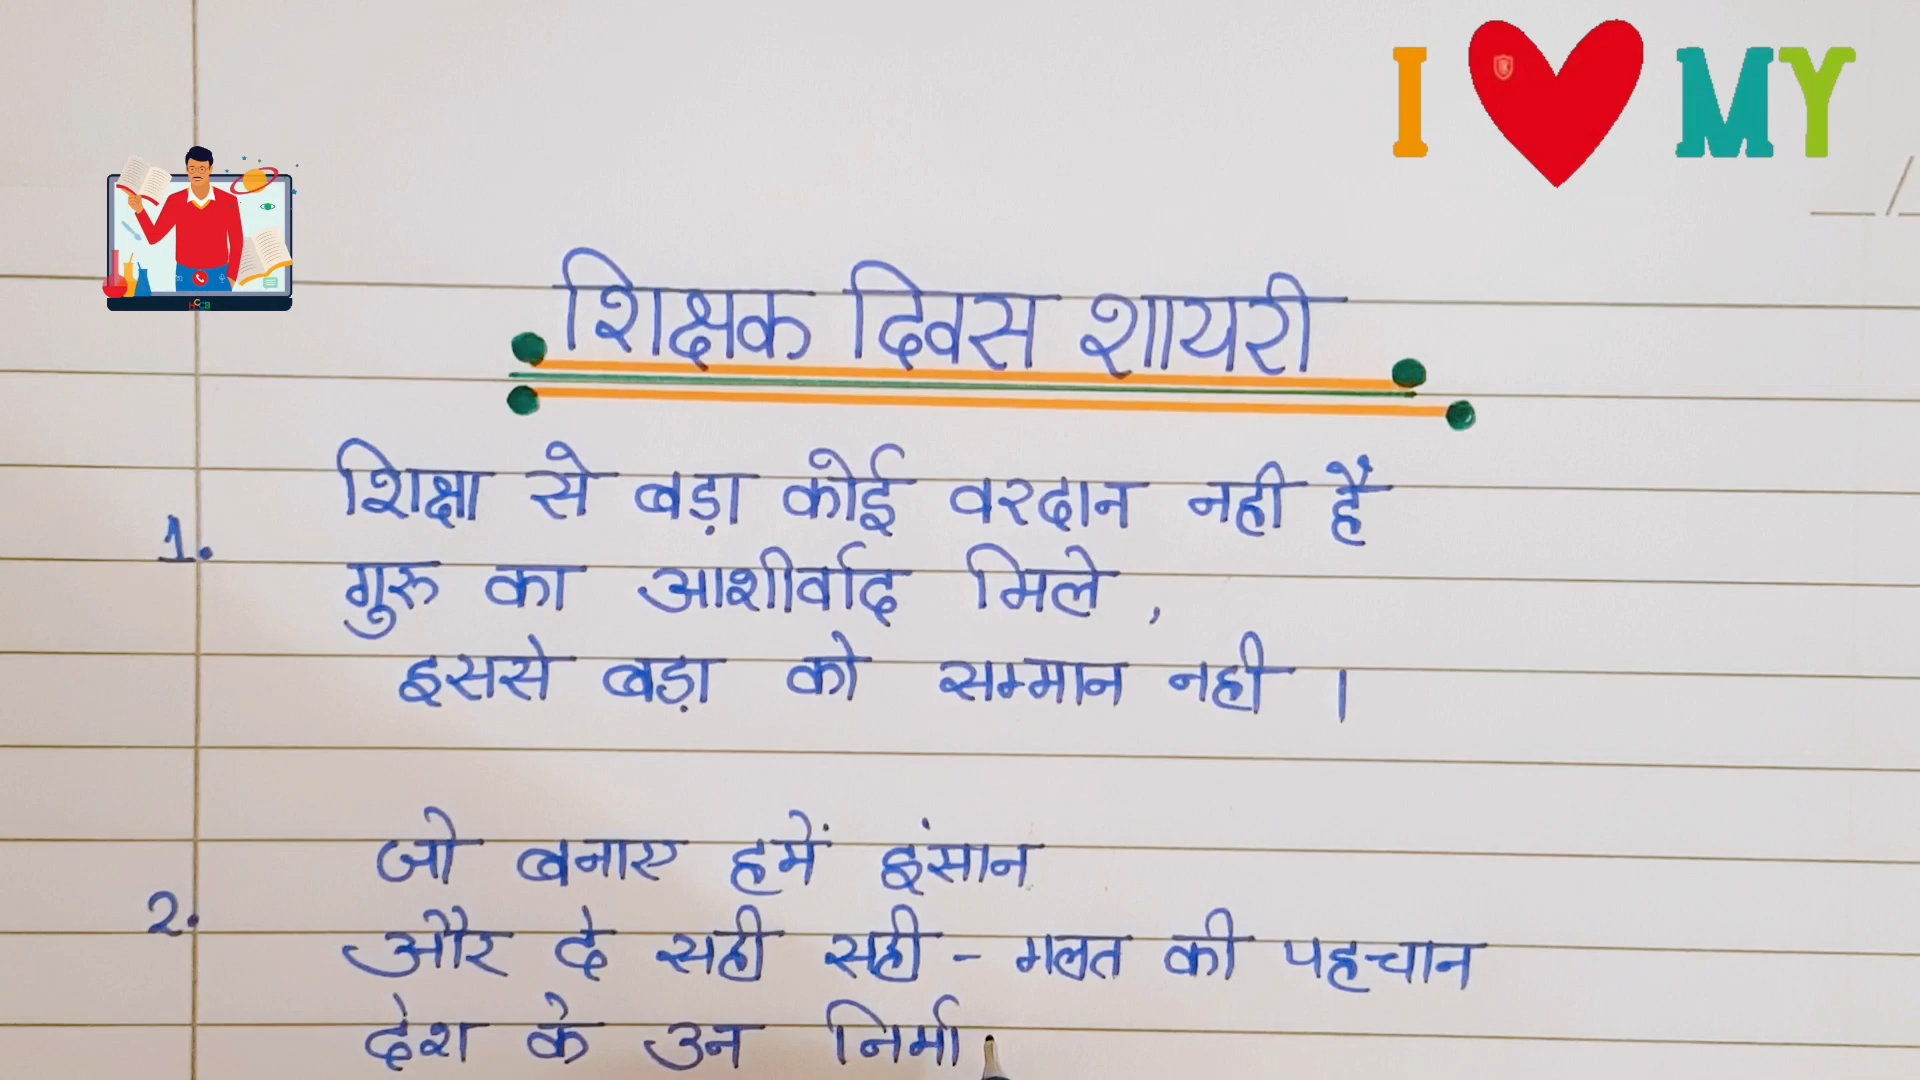 I MY
शिक्षक दिवस शायरी
1.
शिक्षा से बड़ा कोई वरदान नही है
गुरु का आशीर्वाद मिले ,
इससे बड़ा को सम्मान नही ।
2.
जो बनाए हमें इंसान
और दे सही सही - गलत की पहचान
देश के उन निर्मा